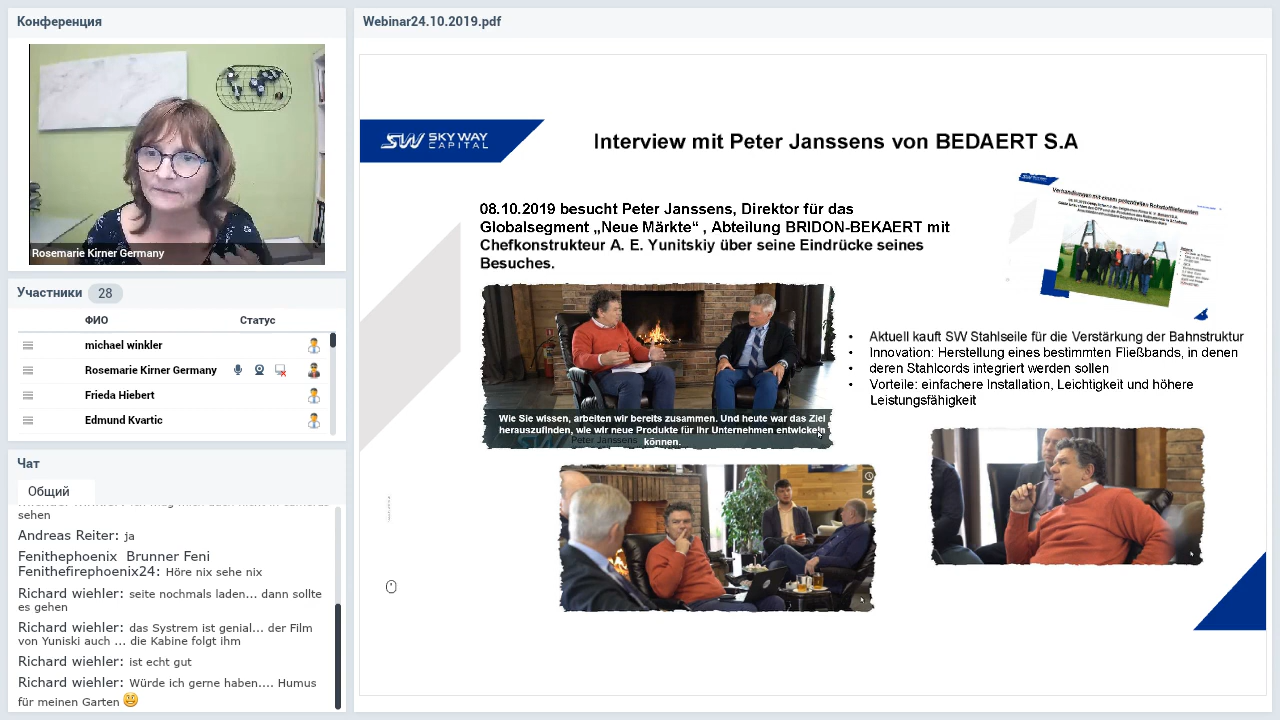 Конференция
Rosemarie Kirner Germany
Участники 28
ФИО Статус
michael winkler
Rosemarie Kirner Germany
Frieda Hiebert
Edmund Kvartic
Чат
Общий
sehen
Andreas Reiter: ja
Fenithephoenix Brunner Feni
Fenithefirephoenix24: Höre nix sehe nix
Richard wiehler: seite nochmals laden... dann sollte
es gehen
Richard wiehler: das Systrem ist genial... der Film
von Yuniski auch ... die Kabine folgt ihm
Richard wiehler: ist echt gut
Richard wiehler: Würde ich gerne haben.... Humus
für meinen Garten
Webinar24.10.2019.pdf
SW SKY WAY
CAPITAL
Interview mit Peter Janssens von BEDAERT S.A
08.10.2019 besucht Peter Janssens, Direktor für das
Globalsegment „Neue Märkte“ , Abteilung BRIDON-BEKAERT mit
Chefkonstrukteur A. E. Yunitskiy über seine Eindrücke seines
Besuches.
Verhandlungen mit einem potentiellen Rohstofflieferanten
Wie Sie wissen, arbeiten wir bereits zusammen. Und heute war das Ziel
herauszufinden, wie wir neue Produkte für Ihr Unternehmen entwickeln
können.
Peter Janssens
• Aktuell kauft SW Stahlseile für die Verstärkung der Bahnstruktur
• Innovation: Herstellung eines bestimmten Fließbands, in denen
• deren Stahlcords integriert werden sollen
• Vorteile: einfachere Installation, Leichtigkeit und höhere
Leistungsfähigkeit